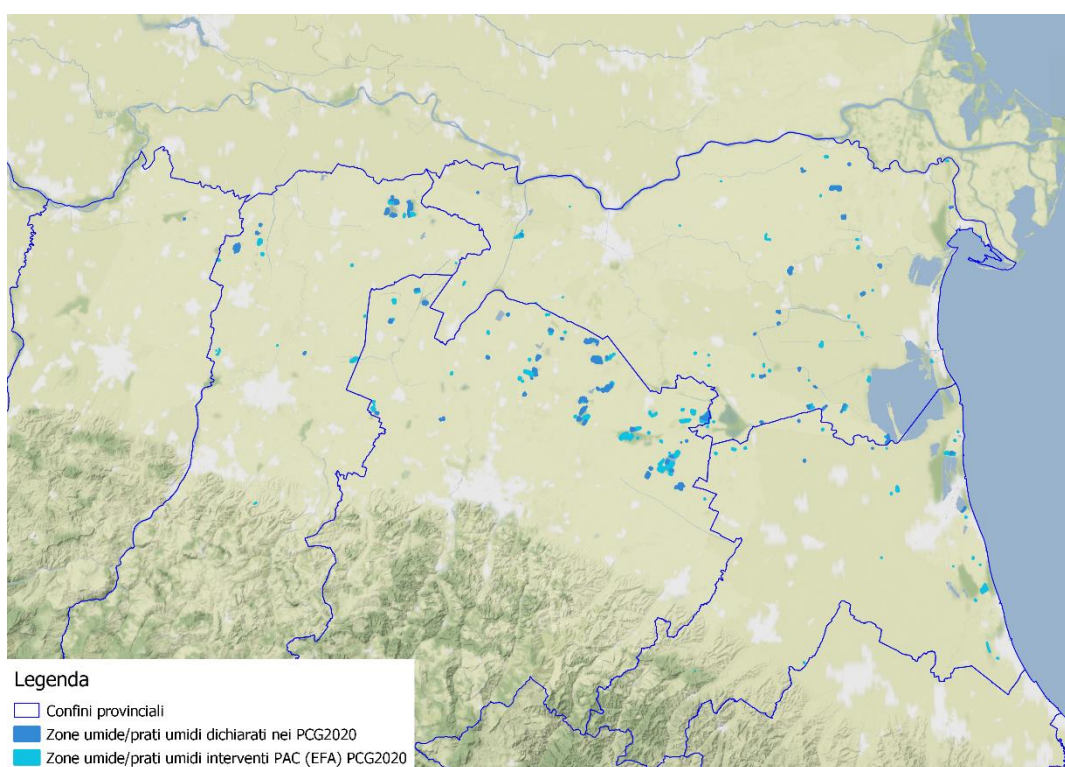 Legenda
Confini provinciali
Zone umide/prati umidi dichiarati nei PCG2020
Zone umide/prati umidi interventi PAC (EFA) PCG2020